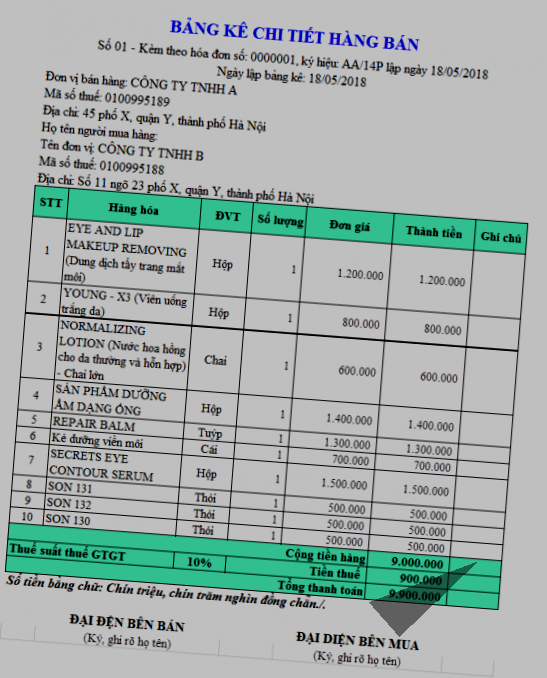 BẢNG KÊ CHI TIẾT HÀNG BÁN
Số 01 - Kèm theo hóa đơn số: 0000001, ký hiệu: AA/14P lập ngày 18/05/2018
Ngày lập bảng kê: 18/05/2018
Đơn vị bán hàng: CÔNG TY TNHH A
Mã số thuế: 0100995189
Địa chỉ: 45 phố X, quận Y, thành phố Hà Nội
Họ tên người mua hàng:
Tên đơn vị: CÔNG TY TNHH B
Mã số thuế: 0100995188
Địa chỉ: Số 11 ngõ 23 phố X, quận Y, thành phố Hà Nội
STT Hàng hóa ĐVT Số lượng Đơn giá Thành tiền Ghi chú
EYE AND LIP
MAKEUP REMOVING
1 (Dung dịch tẩy trang mắt Hộp 1 1.200.000 1.200.000
môi)
2 YOUNG - X3 (Viên uống Hộp 1 800.000 800.000
trắng da)
NORMALIZING
LOTION (Nước hoa hồng
3 cho da thường và hỗn hợp) Chai 1 600.000 600.000
- Chai lớn
4 SẢN PHẨM DƯỠNG Hộp 1 1.400.000 1.400.000
ẨM DẠNG ỐNG
5 REPAIR BALM Tuýp 1 1.300.000 1.300.000
6 Kẻ dưỡng viền môi Cái 1 700.000 700.000
7 SECRETS EYE Hộp 1 1.500.000 1.500.000
CONTOUR SERUM
8 SON 131 Thỏi 1 500.000 500.000
9 SON 132 Thỏi 1 500.000 500.000
10 SON 130 Thỏi 1 500.000 500.000
Cộng tiền hàng 9.000.000
Thuế suất thuế GTGT 10% Tiền thuế 900.000
Tổng thanh toán 9.900.000
Số tiền bằng chữ: Chín triệu, chín trăm nghìn đồng chẵn./.
ĐẠI ĐỆN BÊN BÁN ĐẠI DIỆN BÊN MUA
(Ký, ghi rõ họ tên) (Ký, ghi rõ họ tên)